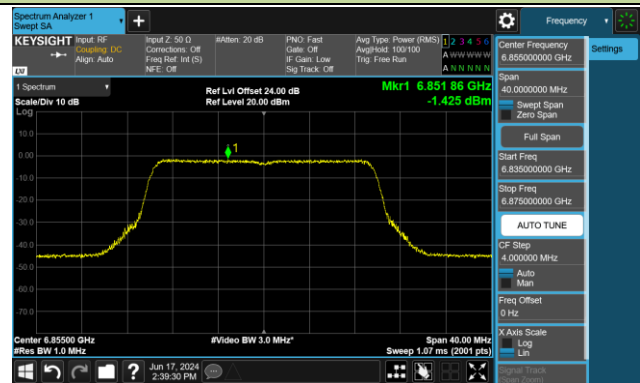 Spectrum Analyzer 1
Swept SA
+
Frequency
KEYSIGHT
Input: RF
Coupling: DC
Align: Auto
Input Z: 50 Ω
Corrections: Off
Freq Ref: Int (S)
NFE: Off
#Atten: 20 dB
PNO: Fast
Gate: Off
IF Gain: Low
Sig Track: Off
Avg Type: Power (RMS)
Avg|Hold: 100/100
Trig: Free Run
1 2 3 4 5 6
A W W W W W
A N N N N N
LXI
1 Spectrum
Scale/Div 10 dB
Log
Ref Lvl Offset 24.00 dB
Ref Level 20.00 dBm
Mkr1 6.851 86 GHz
-1.425 dBm
10.0
0.00
-10.0
-20.0
-30.0
-40.0
-50.0
-60.0
-70.0
1
Center 6.85500 GHz
#Res BW 1.0 MHz
#Video BW 3.0 MHz*
Span 40.00 MHz
Sweep 1.07 ms (2001 pts)
Jun 17, 2024
2:39:30 PM
?
Center Frequency
6.855000000 GHz
Settings
Span
40.0000000 MHz
Swept Span
Zero Span
Full Span
Start Freq
6.835000000 GHz
Stop Freq
6.875000000 GHz
AUTO TUNE
CF Step
4.000000 MHz
Auto
Man
Freq Offset
0 Hz
X Axis Scale
Log
Lin
Signal Track
(Span Zoom)